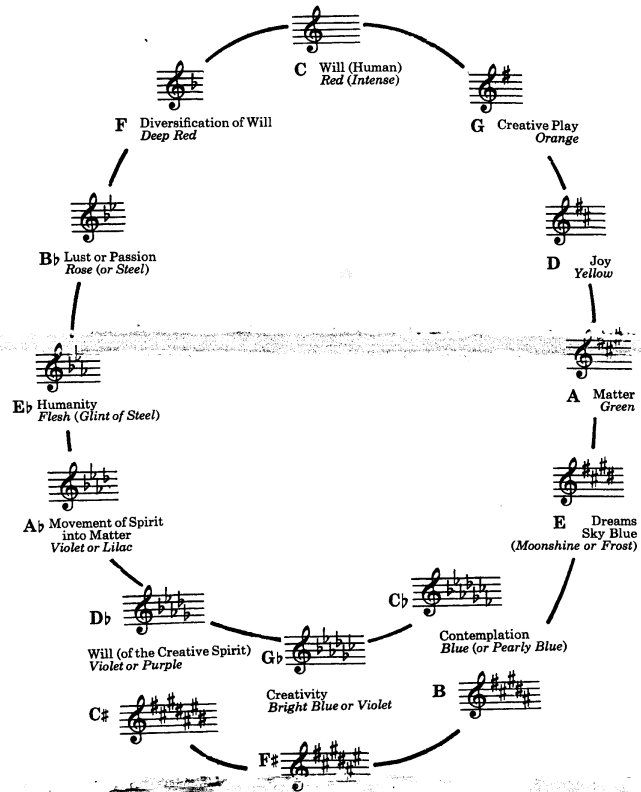 C Will (Human)
Red (Intense)
F Diversification of Will
Deep Red
G Creative Play
Orange
B♭ Lust or Passion
Rose (or Steel)
D Joy
Yellow
E♭ Humanity
Flesh (Glint of Steel)
A Matter
Green
A♭ Movement of Spirit
into Matter
Violet or Lilac
E Dreams
Sky Blue
(Moonshine or Frost)
D♭
Will (of the Creative Spirit)
Violet or Purple
G♭
Creativity
Bright Blue or Violet
C♭
Contemplation
Blue (or Pearly Blue)
B
C♯
F♯